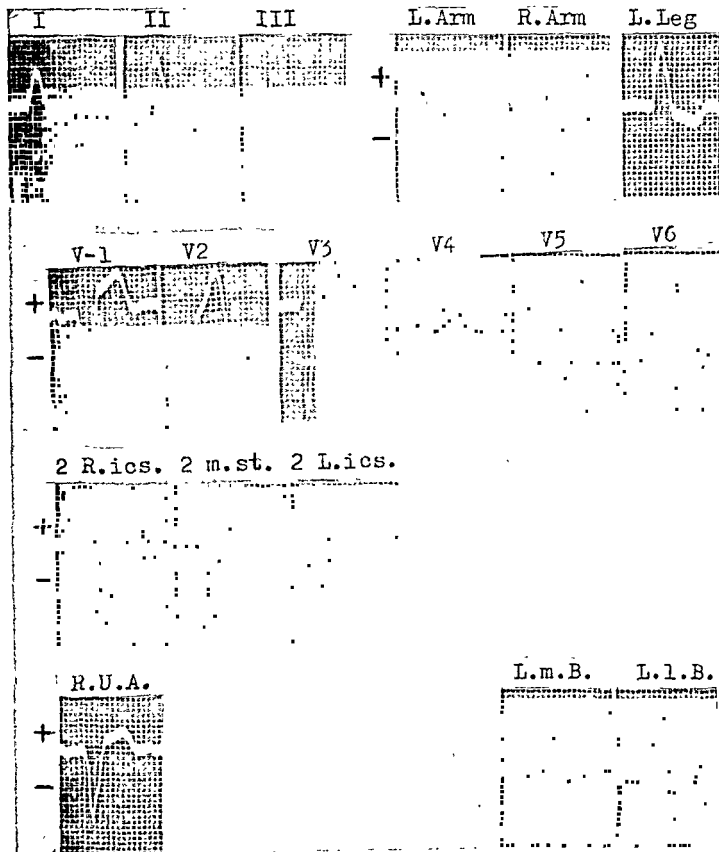 I II III L.Arm R.Arm L.Leg
+
−
V-1 V2 V3 V4 V5 V6
+
−
2 R.ics. 2 m.st. 2 L.ics.
+
−
R.U.A. L.m.B. L.l.B.
+
−